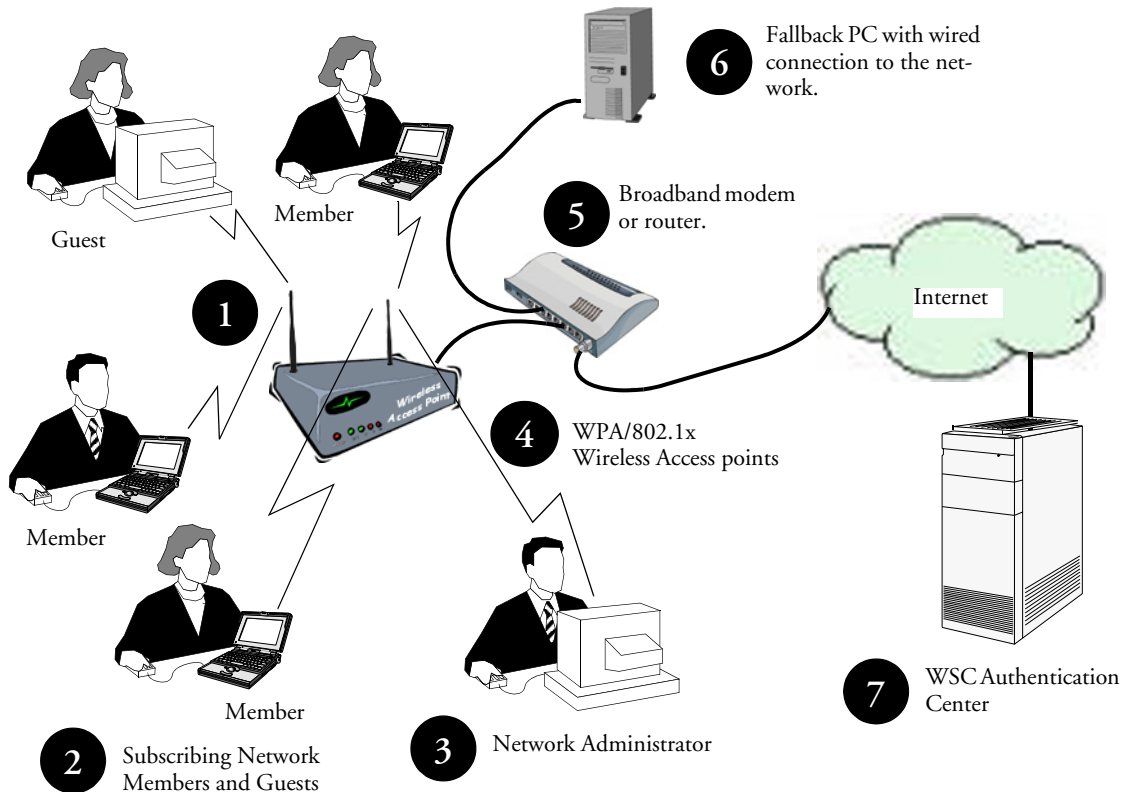 6
Fallback PC with wired
connection to the net-
work.
Member
Guest
5
Broadband modem
or router.
Internet
1
Wireless
Access Point
4
WPA/802.1x
Wireless Access points
Member
Member
7
WSC Authentication
Center
2
Subscribing Network
Members and Guests
3
Network Administrator